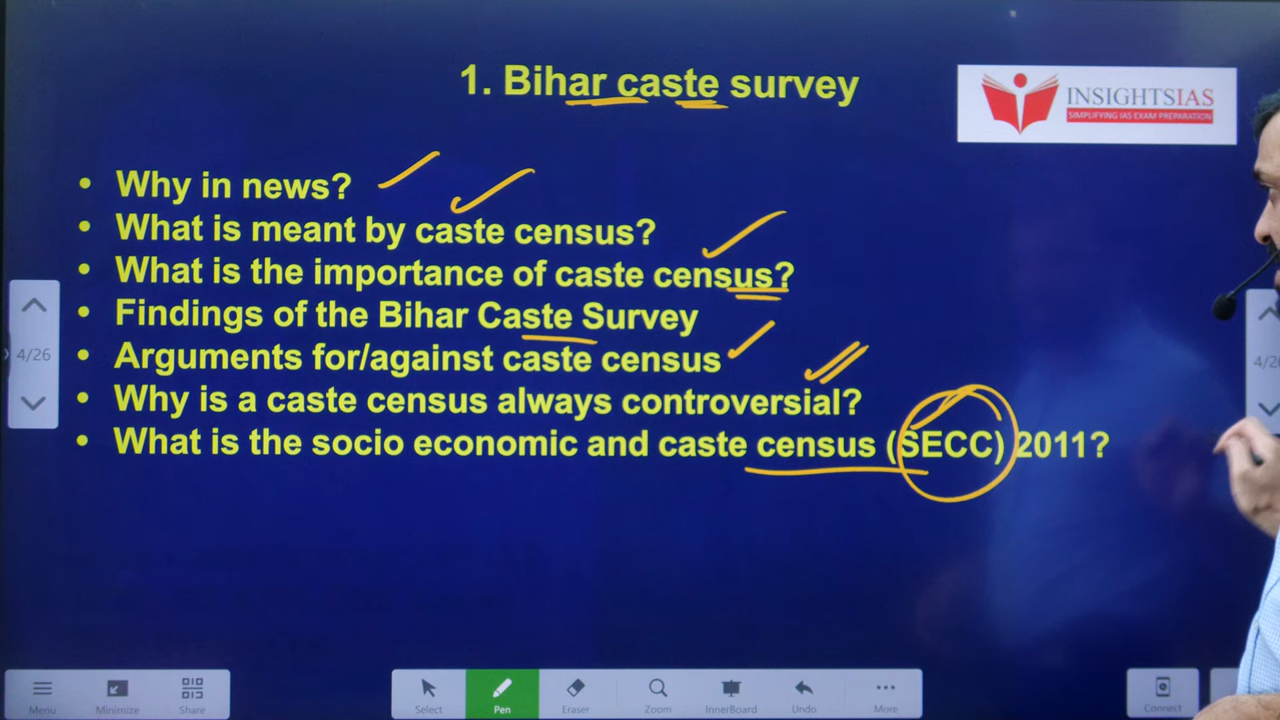 1. Bihar caste survey
INSIGHTSIAS
SIMPLIFYING IAS EXAM PREPARATION
• Why in news?
• What is meant by caste census?
• What is the importance of caste census?
• Findings of the Bihar Caste Survey
• Arguments for/against caste census
• Why is a caste census always controversial?
• What is the socio economic and caste census (SECC) 2011?
4/26
4/2
Menu
Minimize
Share
Select
Pen
Eraser
Zoom
InnerBoard
Undo
More
Connect